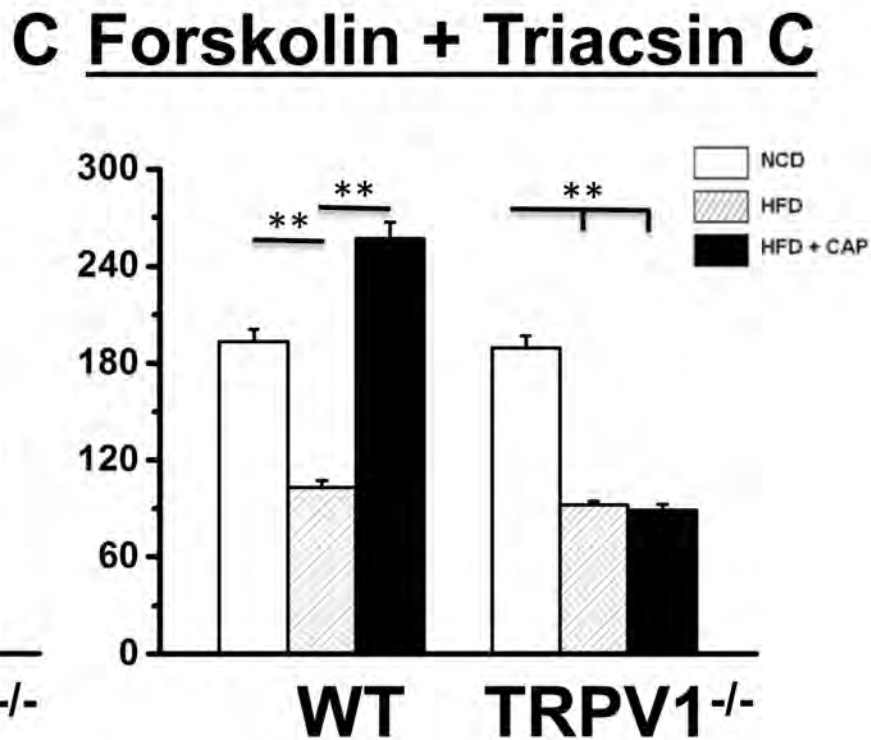 C Forskolin + Triacsin C
300
240
180
120
60
0
**
**
**
NCD
HFD
HFD + CAP
-/-
WT
TRPV1-/-